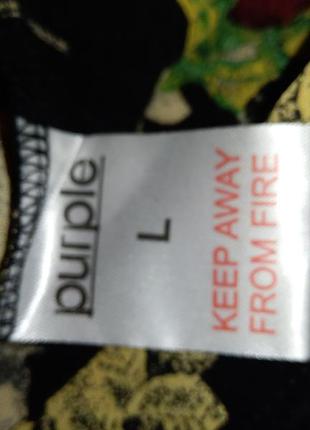 purple
L
KEEP AWAY
FROM FIRE